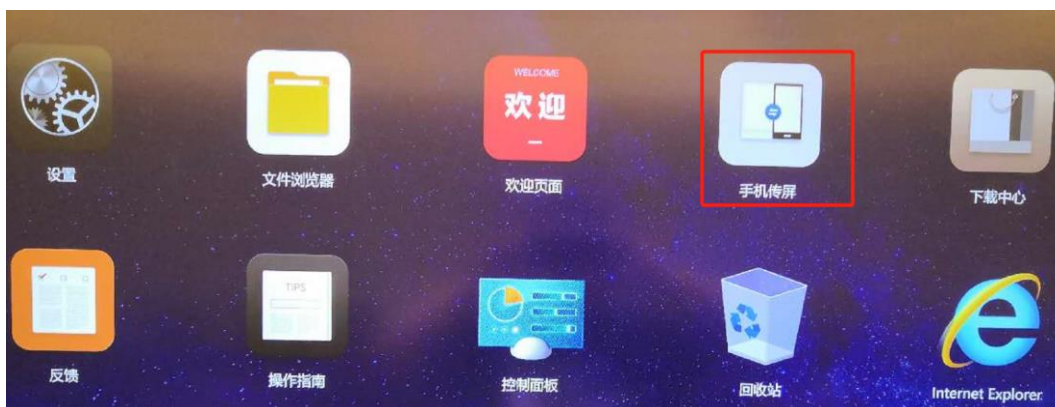 WELCOME
欢迎
设置
文件浏览器
欢迎页面
手机传屏
下载中心
TIPS
反馈
操作指南
控制面板
回收站
Internet Explorer